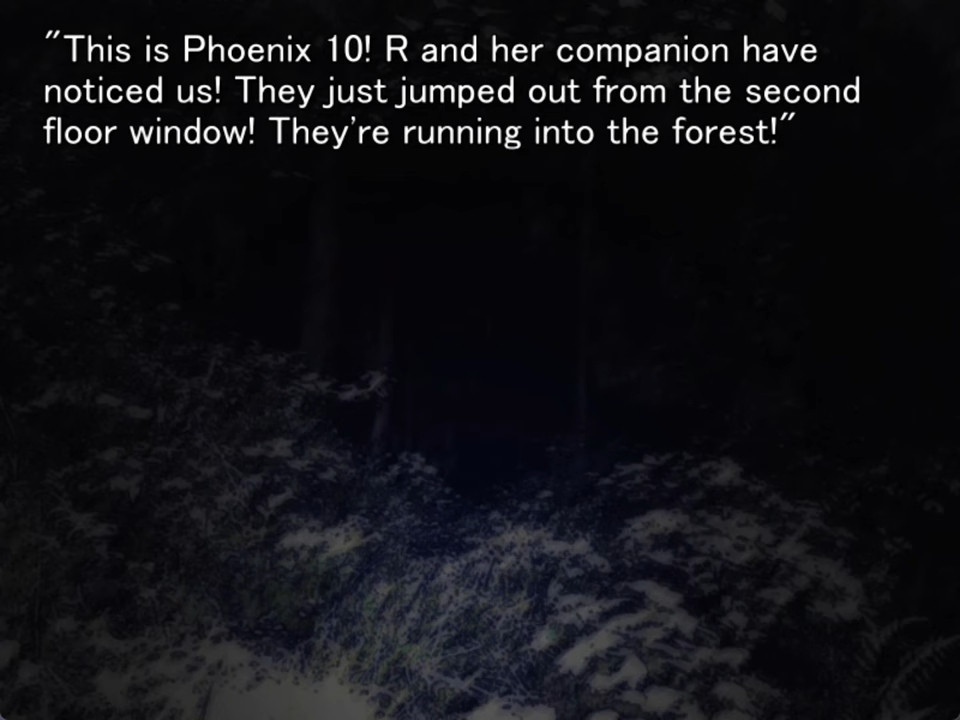 "This is Phoenix 10! R and her companion have
noticed us! They just jumped out from the second
floor window! They're running into the forest!"